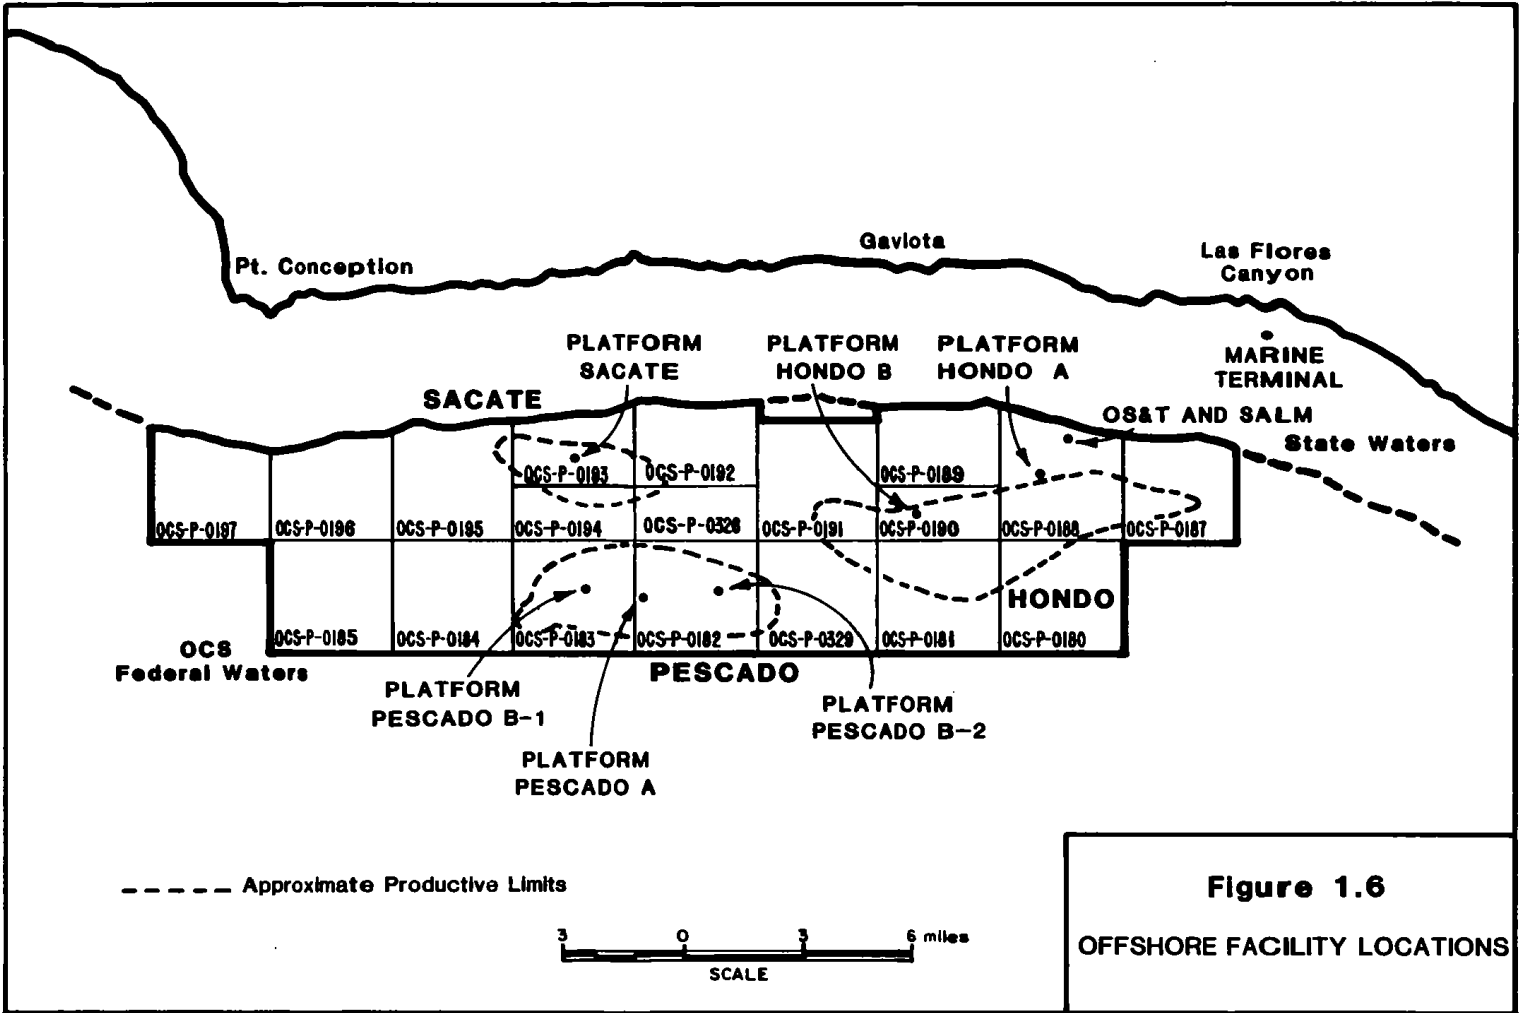 Gaviota
Las Flores
Canyon
Pt. Conception
PLATFORM
SACATE
PLATFORM
HONDO B
PLATFORM
HONDO A
MARINE
TERMINAL
SACATE
OS&T AND SALM
State Waters
OCS-P-0193
OCS-P-0192
OCS-P-0189
OCS-P-0197
OCS-P-0196
OCS-P-0195
OCS-P-0194
OCS-P-0326
OCS-P-0191
OCS-P-0190
OCS-P-0188
OCS-P-0187
HONDO
OCS-P-0185
OCS-P-0184
OCS-P-0183
OCS-P-0182
OCS-P-0329
OCS-P-0181
OCS-P-0180
OCS
Federal Waters
PESCADO
PLATFORM
PESCADO B-1
PLATFORM
PESCADO B-2
PLATFORM
PESCADO A
Approximate Productive Limits
3 0 3 6 miles
SCALE
Figure 1.6
OFFSHORE FACILITY LOCATIONS